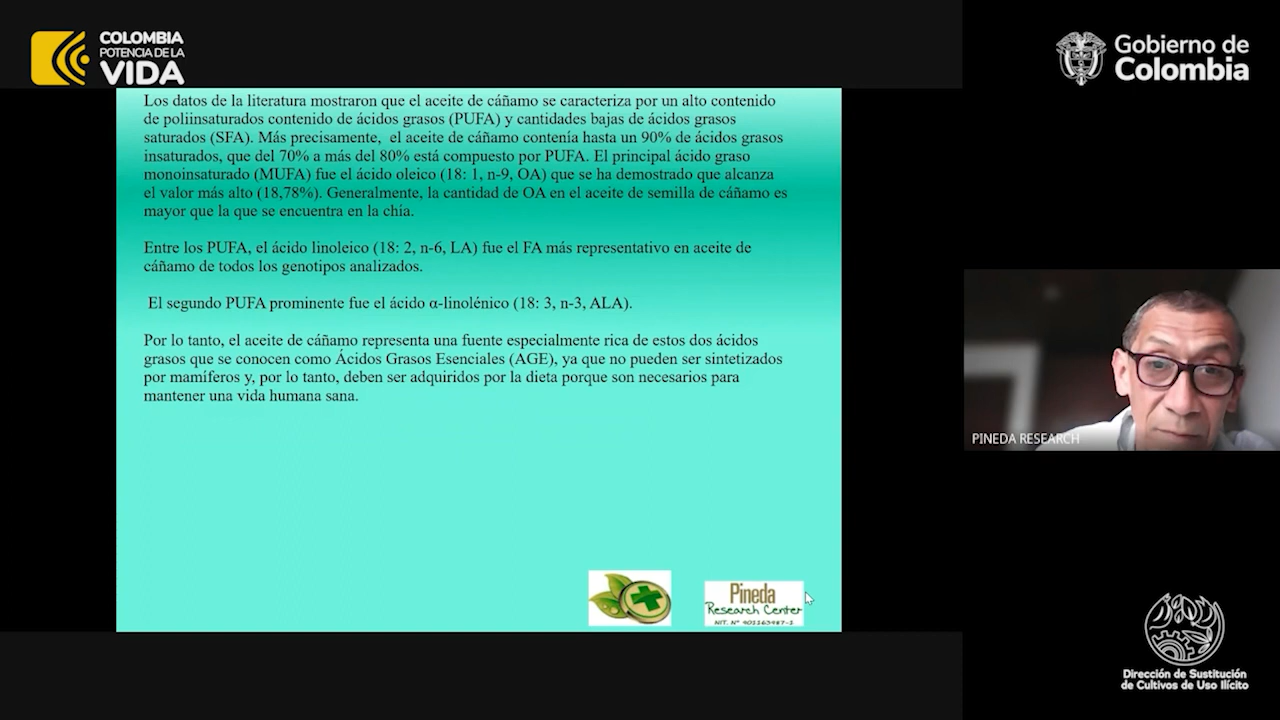 COLOMBIA
POTENCIA DE LA
VIDA
Gobierno de
Colombia
Los datos de la literatura mostraron que el aceite de cáñamo se caracteriza por un alto contenido
de poliinsaturados contenido de ácidos grasos (PUFA) y cantidades bajas de ácidos grasos
saturados (SFA). Más precisamente, el aceite de cáñamo contenía hasta un 90% de ácidos grasos
insaturados, que del 70% a más del 80% está compuesto por PUFA. El principal ácido graso
monoinsaturado (MUFA) fue el ácido oleico (18: 1, n-9, OA) que se ha demostrado que alcanza
el valor más alto (18,78%). Generalmente, la cantidad de OA en el aceite de semilla de cáñamo es
mayor que la que se encuentra en la chía.
Entre los PUFA, el ácido linoleico (18: 2, n-6, LA) fue el FA más representativo en aceite de
cáñamo de todos los genotipos analizados.
El segundo PUFA prominente fue el ácido α-linolénico (18: 3, n-3, ALA).
Por lo tanto, el aceite de cáñamo representa una fuente especialmente rica de estos dos ácidos
grasos que se conocen como Ácidos Grasos Esenciales (AGE), ya que no pueden ser sintetizados
por mamíferos y, por lo tanto, deben ser adquiridos por la dieta porque son necesarios para
mantener una vida humana sana.
PINEDA RESEARCH
Pineda
Research Center
NIT. Nº 901163487-1
Dirección de Sustitución
de Cultivos de Uso Ilícito